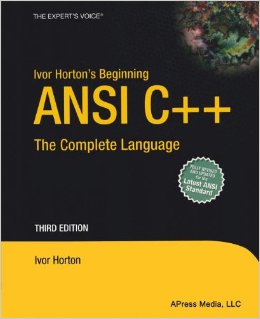 THE EXPERT'S VOICE®
Ivor Horton's Beginning
ANSI C++
The Complete Language
FULLY REVISED
AND UPDATED
for the
Latest ANSI
Standard
THIRD EDITION
Ivor Horton
APress Media, LLC